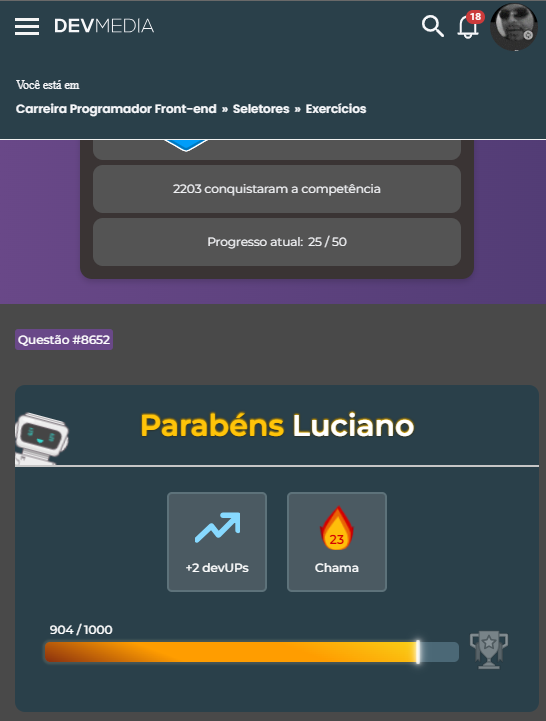 DEVMEDIA
18
Você está em
Carreira Programador Front-end » Seletores » Exercícios
2203 conquistaram a competência
Progresso atual: 25 / 50
Questão #8652
Parabéns Luciano
23
+2 devUPs
Chama
904 / 1000